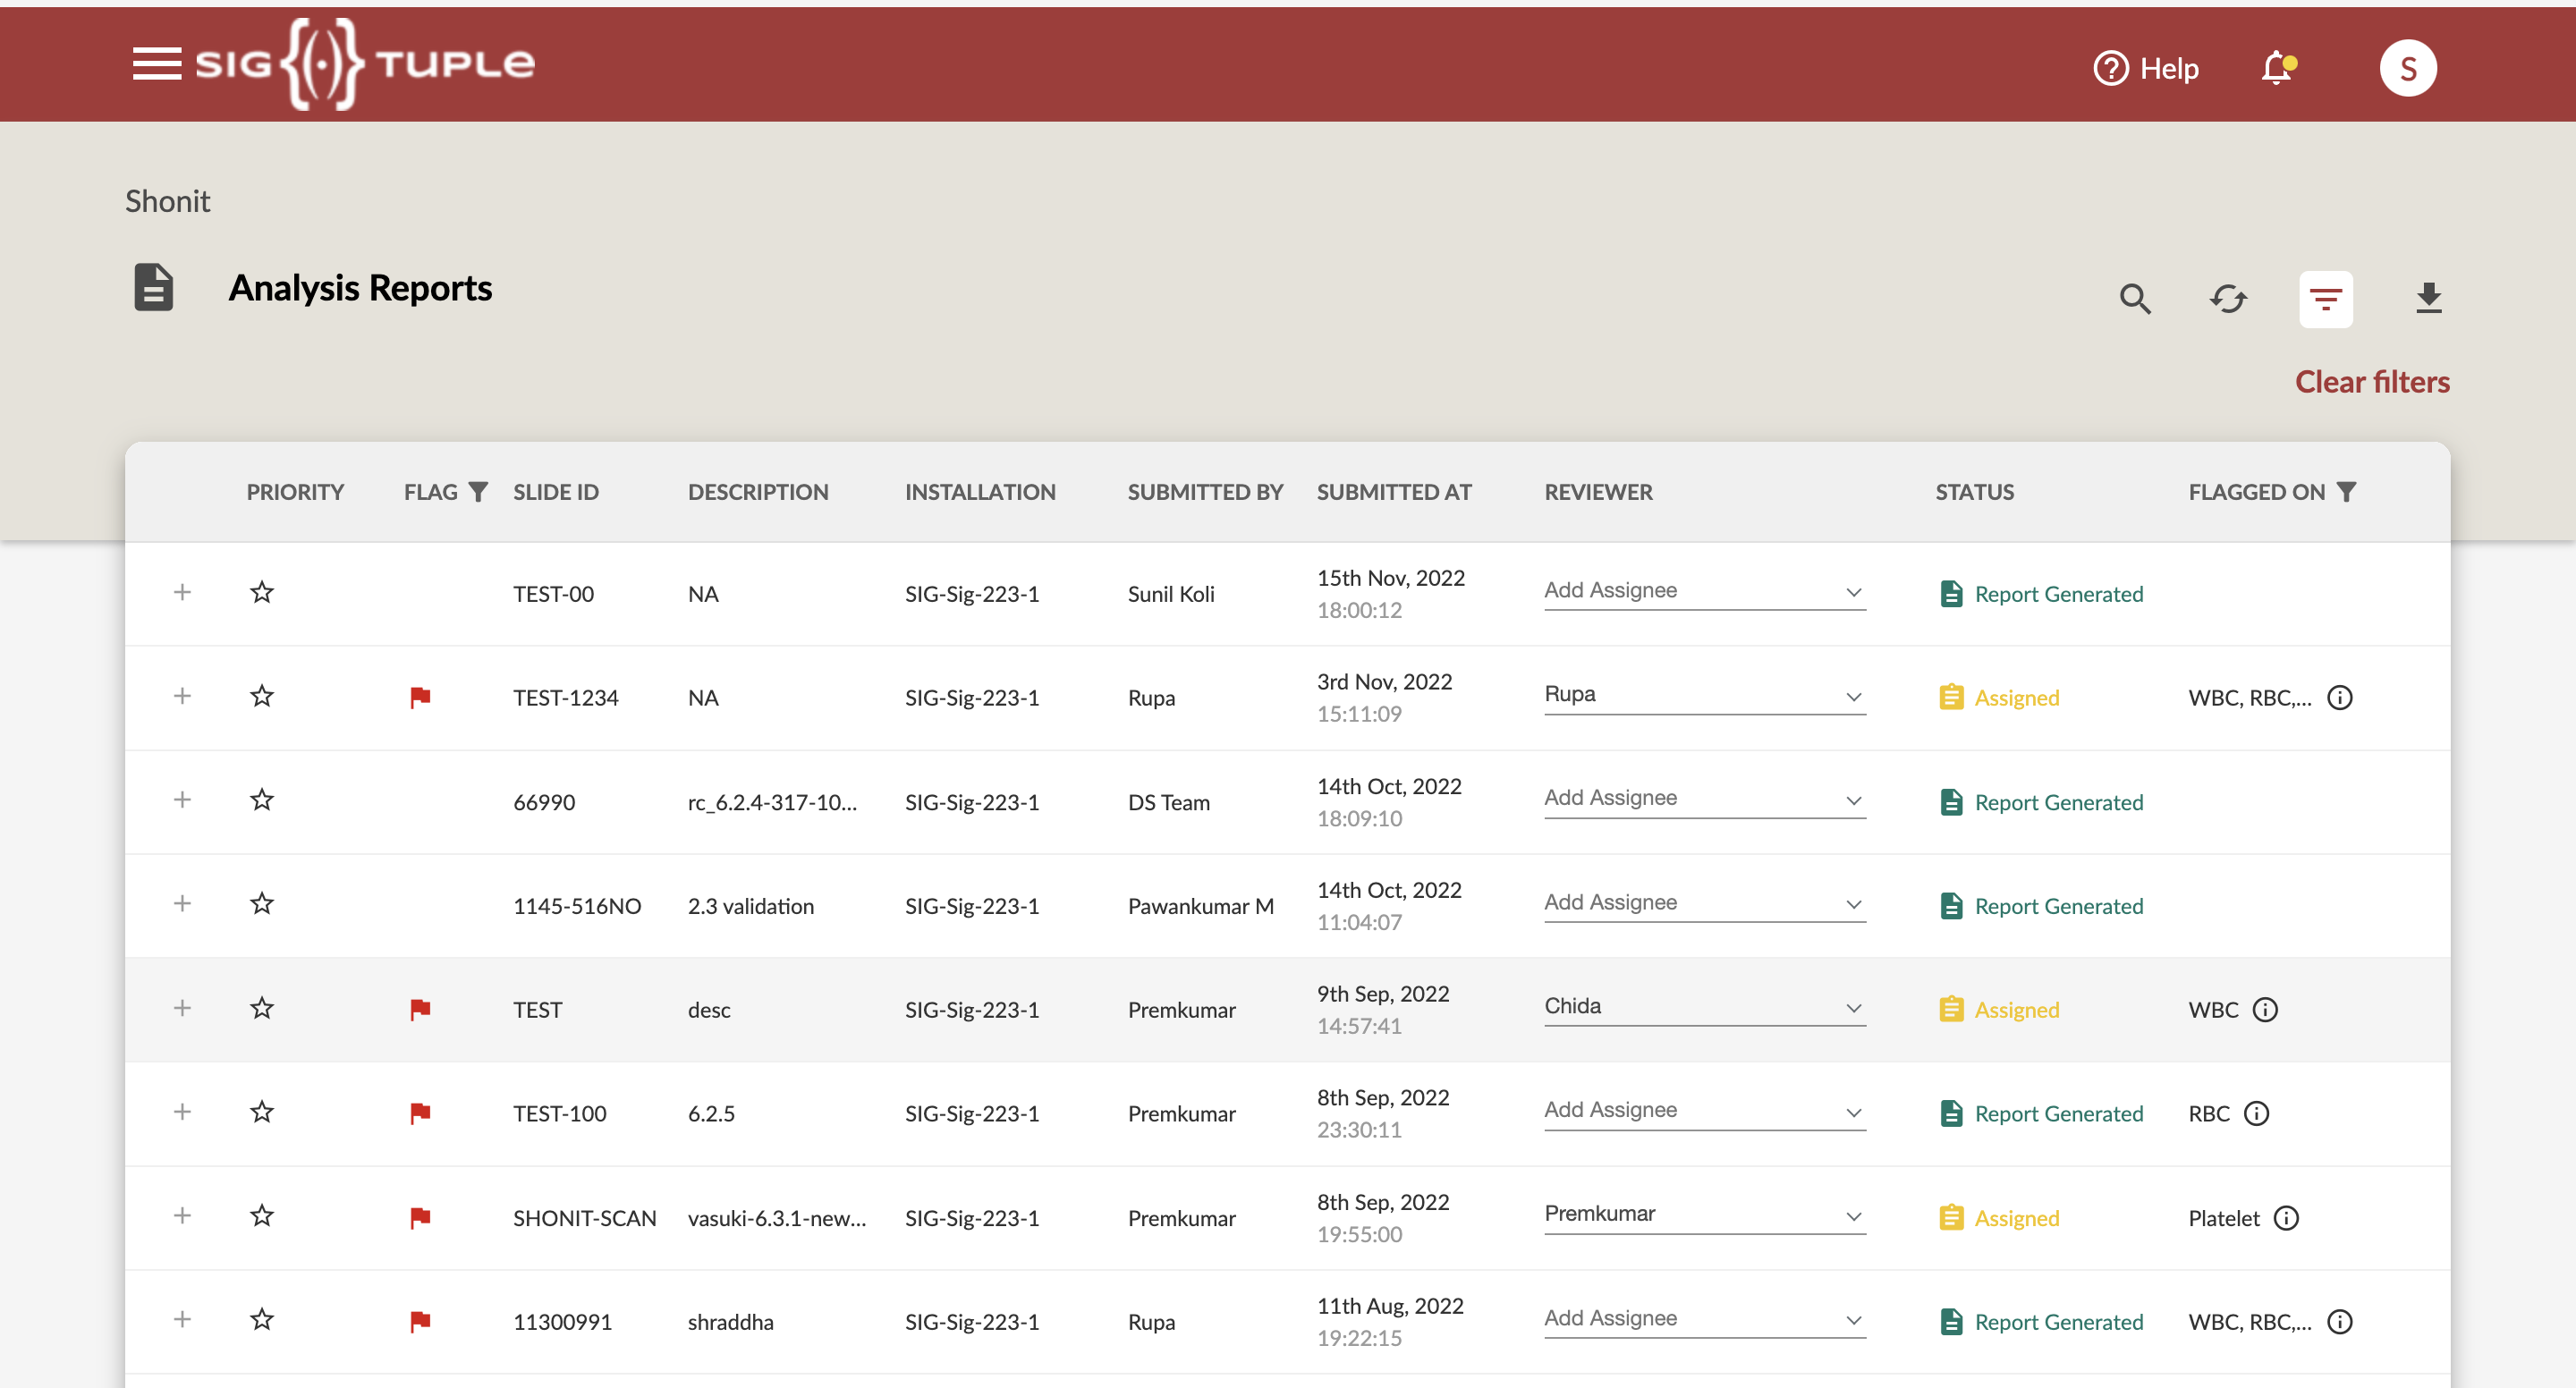 SIG{(·)} TUPLE
Help
S
Shonit
Analysis Reports
Clear filters
PRIORITY FLAG SLIDE ID DESCRIPTION INSTALLATION SUBMITTED BY SUBMITTED AT REVIEWER STATUS FLAGGED ON
TEST-00 NA SIG-Sig-223-1 Sunil Koli 15th Nov, 2022 Add Assignee Report Generated
18:00:12
TEST-1234 NA SIG-Sig-223-1 Rupa 3rd Nov, 2022 Rupa Assigned WBC, RBC,...
15:11:09
66990 rc_6.2.4-317-10... SIG-Sig-223-1 DS Team 14th Oct, 2022 Add Assignee Report Generated
18:09:10
1145-516NO 2.3 validation SIG-Sig-223-1 Pawankumar M 14th Oct, 2022 Add Assignee Report Generated
11:04:07
TEST desc SIG-Sig-223-1 Premkumar 9th Sep, 2022 Chida Assigned WBC
14:57:41
TEST-100 6.2.5 SIG-Sig-223-1 Premkumar 8th Sep, 2022 Add Assignee Report Generated RBC
23:30:11
SHONIT-SCAN vasuki-6.3.1-new... SIG-Sig-223-1 Premkumar 8th Sep, 2022 Premkumar Assigned Platelet
19:55:00
11300991 shraddha SIG-Sig-223-1 Rupa 11th Aug, 2022 Add Assignee Report Generated WBC, RBC,...
19:22:15